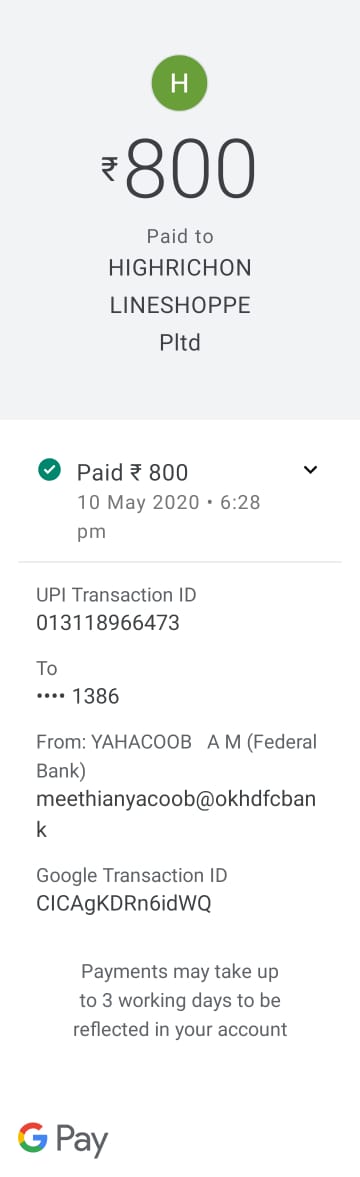 H
₹800
Paid to
HIGHRICHON
LINESHOPPE
Pltd
Paid ₹ 800
10 May 2020 • 6:28
pm
UPI Transaction ID
013118966473
To
•••• 1386
From: YAHACOOB   A M (Federal
Bank)
meethianyacoob@okhdfcban
k
Google Transaction ID
CICAgKDRn6idWQ
Payments may take up
to 3 working days to be
reflected in your account
G Pay